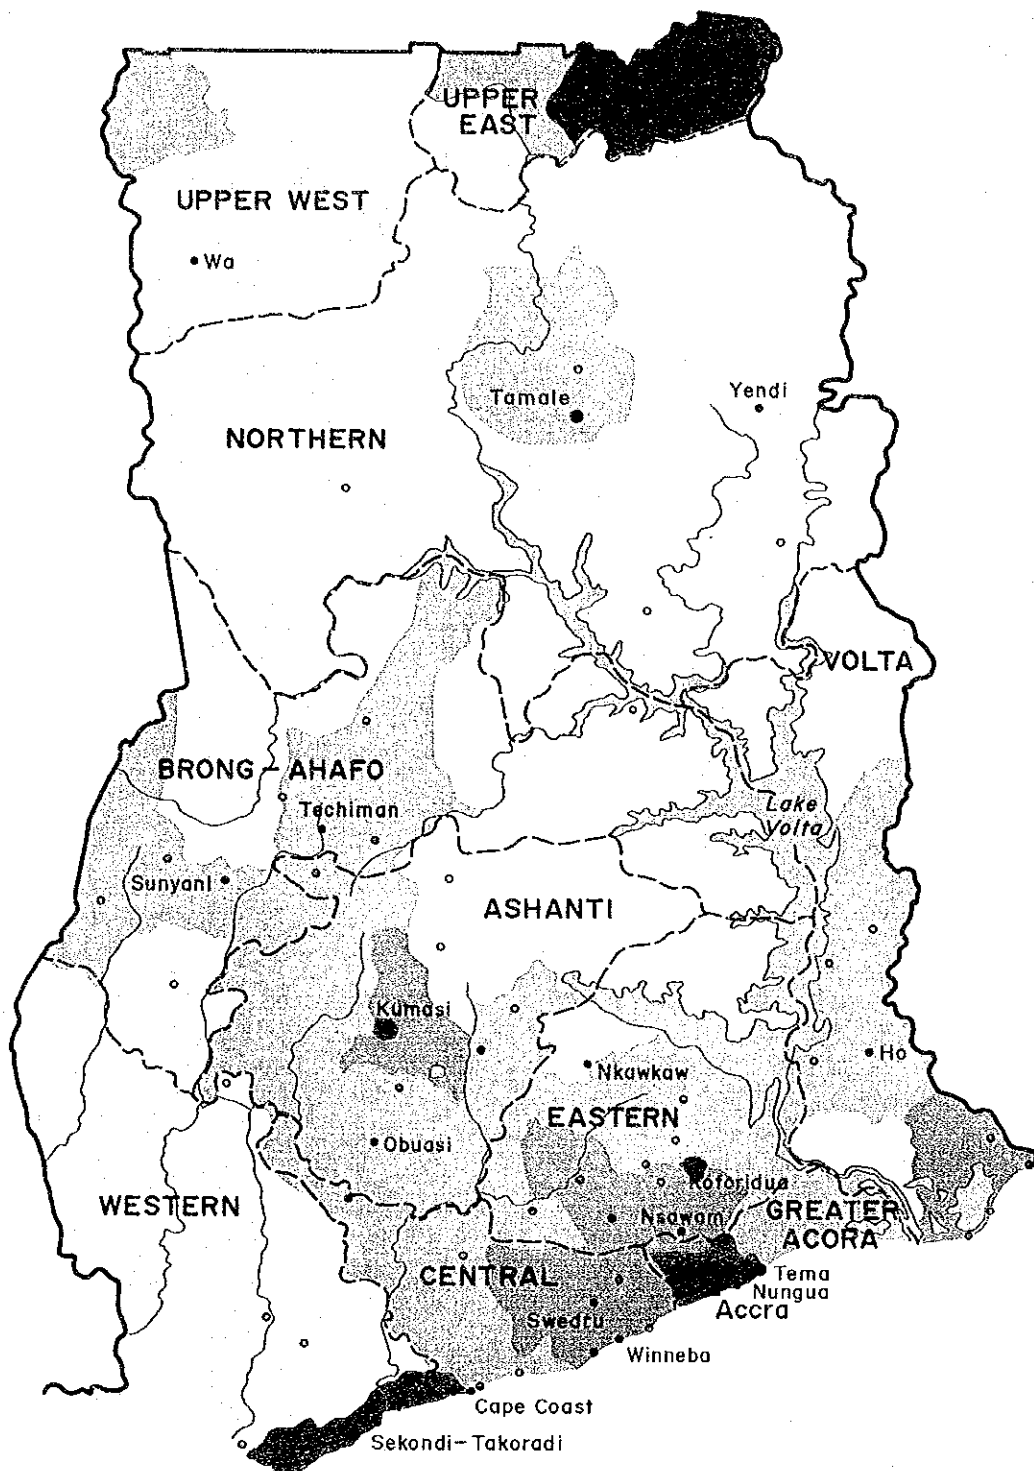 UPPER
EAST
UPPER WEST
Wa
Tamale
Yendi
NORTHERN
VOLTA
BRONG-AHAFO
Techiman
Lake
Volta
Sunyani
ASHANTI
Kumasi
Ho
Nkawkaw
EASTERN
Obuasi
Koforidua
WESTERN
GREATER
ACORA
Nsawam
CENTRAL
Tema
Nungua
Accra
Swedru
Winneba
Cape Coast
Sekondi-Takoradi